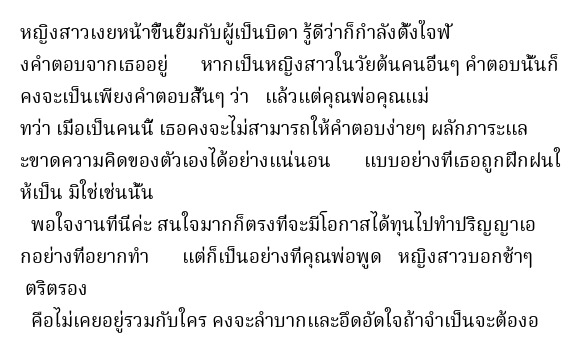 หญิงสาวเงยหน้าขึ้นยิ้มกับผู้เป็นบิดา รู้ดีว่าก็กำลังตั้งใจฟั
งคำตอบจากเธออยู่ หากเป็นหญิงสาวในวัยต้นคนอื่นๆ คำตอบนั้นก็
คงจะเป็นเพียงคำตอบสั้นๆ ว่า แล้วแต่คุณพ่อคุณแม่
ทว่า เมื่อเป็นคนนี้ เธอคงจะไม่สามารถให้คำตอบง่ายๆ ผลักภาระแล
ะขาดความคิดของตัวเองได้อย่างแน่นอน แบบอย่างที่เธอถูกฝึกฝนใ
ห้เป็น มิใช่เช่นนั้น
พอใจงานที่นี่ค่ะ สนใจมากก็ตรงที่จะมีโอกาสได้ทุนไปทำปริญญาเอ
กอย่างที่อยากทำ แต่ก็เป็นอย่างที่คุณพ่อพูด หญิงสาวบอกช้าๆ
ตริตรอง
คือไม่เคยอยู่รวมกับใคร คงจะลำบากและอึดอัดใจถ้าจำเป็นจะต้องอ